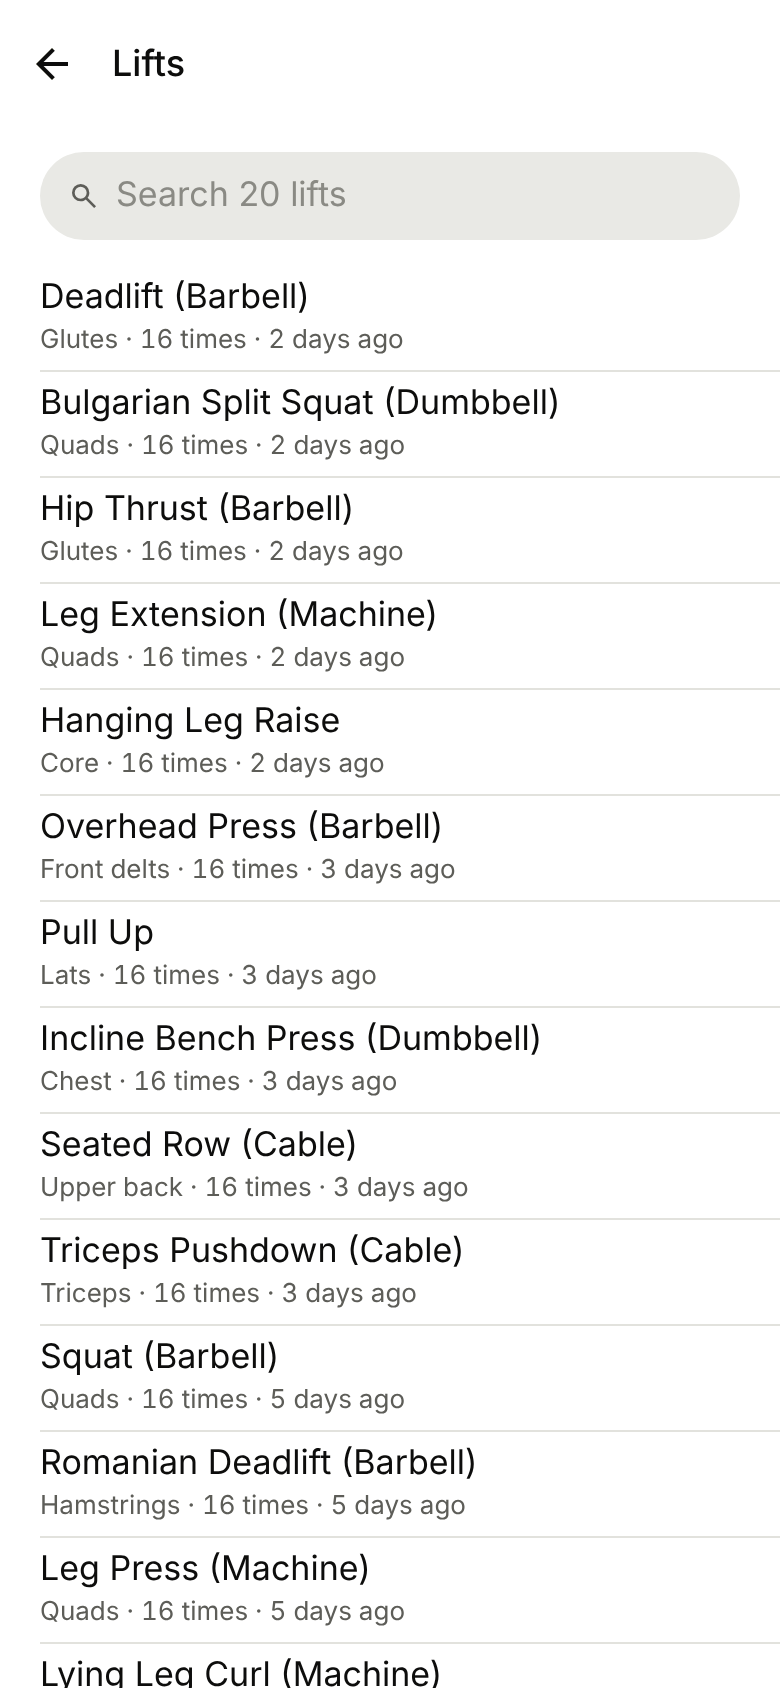 Lifts
Search 20 lifts
Deadlift (Barbell)
Glutes · 16 times · 2 days ago
Bulgarian Split Squat (Dumbbell)
Quads · 16 times · 2 days ago
Hip Thrust (Barbell)
Glutes · 16 times · 2 days ago
Leg Extension (Machine)
Quads · 16 times · 2 days ago
Hanging Leg Raise
Core · 16 times · 2 days ago
Overhead Press (Barbell)
Front delts · 16 times · 3 days ago
Pull Up
Lats · 16 times · 3 days ago
Incline Bench Press (Dumbbell)
Chest · 16 times · 3 days ago
Seated Row (Cable)
Upper back · 16 times · 3 days ago
Triceps Pushdown (Cable)
Triceps · 16 times · 3 days ago
Squat (Barbell)
Quads · 16 times · 5 days ago
Romanian Deadlift (Barbell)
Hamstrings · 16 times · 5 days ago
Leg Press (Machine)
Quads · 16 times · 5 days ago
Lying Leg Curl (Machine)